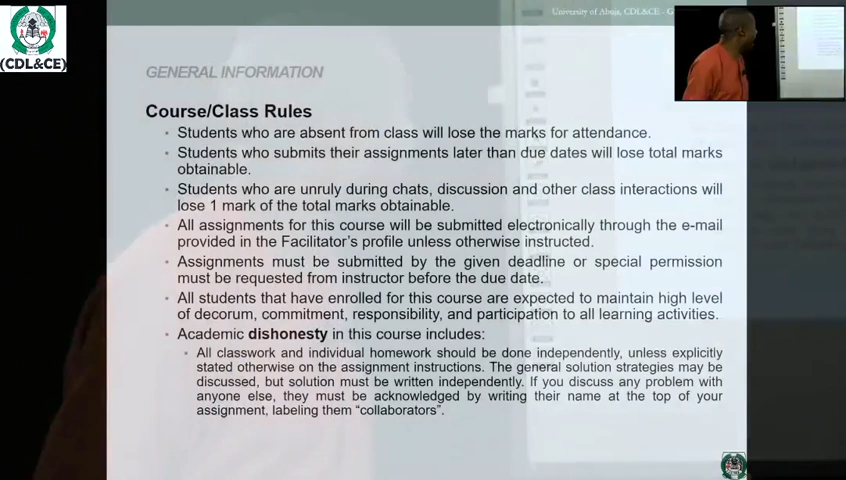 University of Abuja, CDL&CE - G
(CDL&CE)
GENERAL INFORMATION
Course/Class Rules
• Students who are absent from class will lose the marks for attendance.
• Students who submits their assignments later than due dates will lose total marks
obtainable.
• Students who are unruly during chats, discussion and other class interactions will
lose 1 mark of the total marks obtainable.
• All assignments for this course will be submitted electronically through the e-mail
provided in the Facilitator's profile unless otherwise instructed.
• Assignments must be submitted by the given deadline or special permission
must be requested from instructor before the due date.
• All students that have enrolled for this course are expected to maintain high level
of decorum, commitment, responsibility, and participation to all learning activities.
• Academic dishonesty in this course includes:
• All classwork and individual homework should be done independently, unless explicitly
stated otherwise on the assignment instructions. The general solution strategies may be
discussed, but solution must be written independently. If you discuss any problem with
anyone else, they must be acknowledged by writing their name at the top of your
assignment, labeling them “collaborators”.